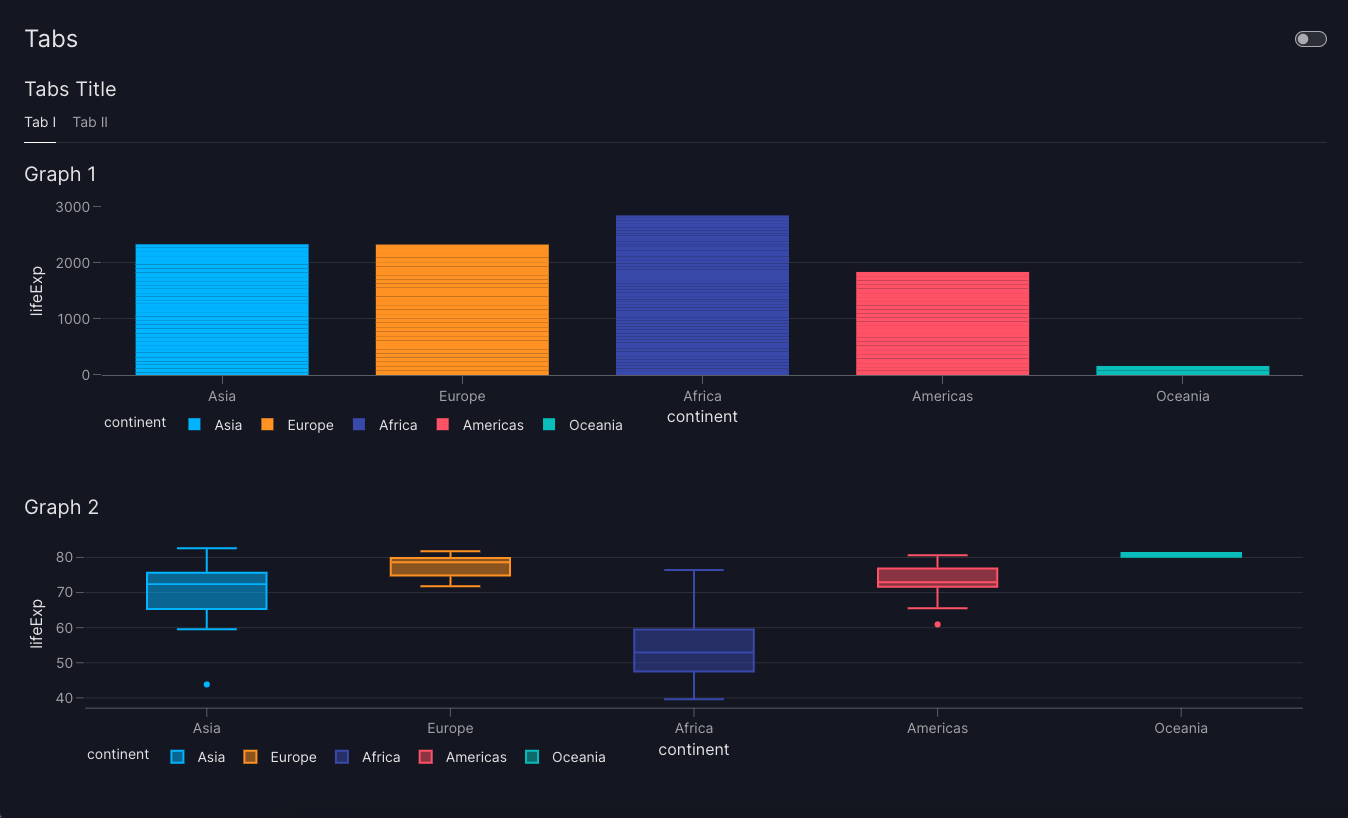 Tabs
Tabs Title
Tab I Tab II
Graph 1
3000
2000
1000
0
lifeExp
Asia Europe Africa Americas Oceania
continent
continent Asia Europe Africa Americas Oceania
Graph 2
80
70
60
50
40
lifeExp
Asia Europe Africa Americas Oceania
continent
continent Asia Europe Africa Americas Oceania